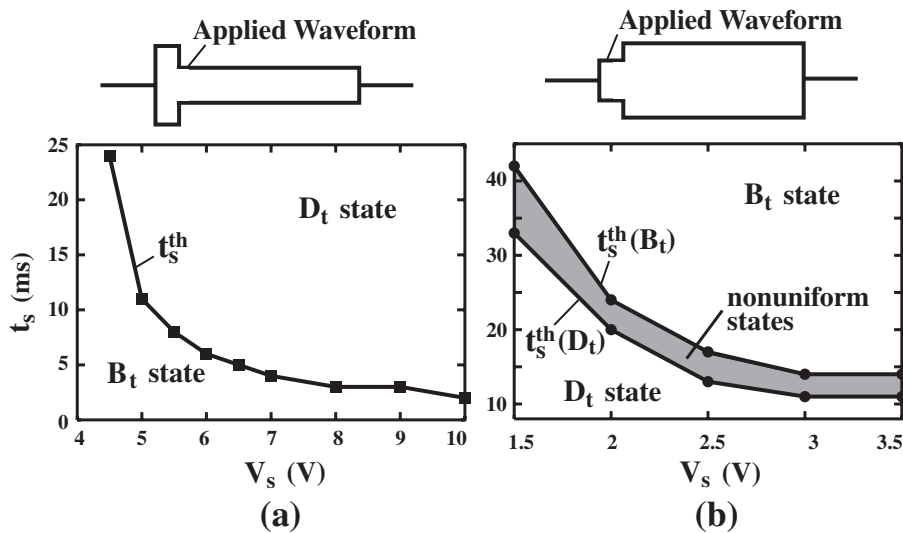 Applied Waveform
Applied Waveform
25
20
15
10
5
0
t_s (ms)
D_t state
t_s^th
B_t state
4
5
6
7
8
9
10
V_s (V)
(a)
40
30
20
10
B_t state
t_s^th(B_t)
nonuniform
states
t_s^th(D_t)
D_t state
1.5
2
2.5
3
3.5
V_s (V)
(b)